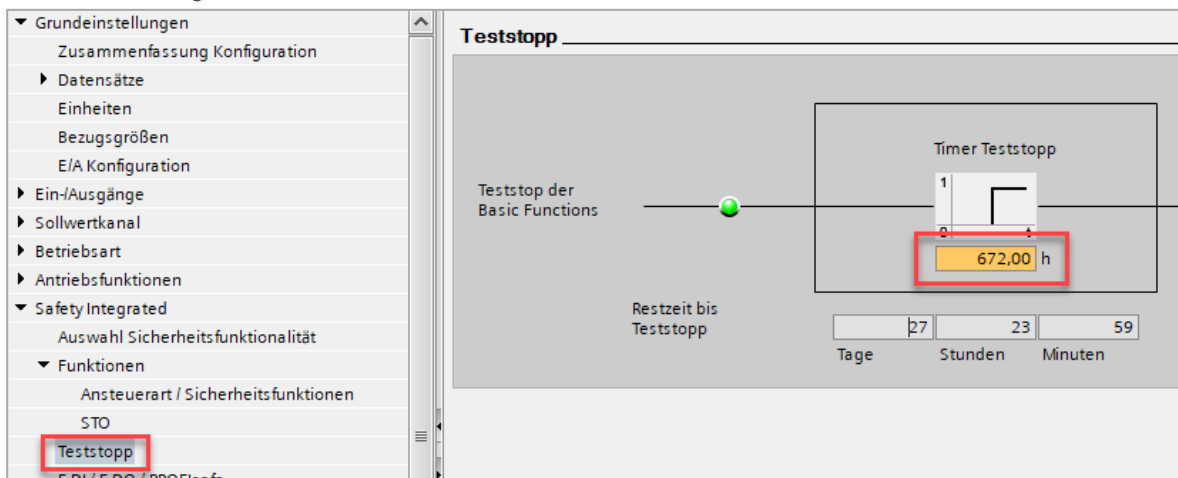 Grundeinstellungen
Zusammenfassung Konfiguration
Datensätze
Einheiten
Bezugsgrößen
E/A Konfiguration
Ein-/Ausgänge
Sollwertkanal
Betriebsart
Antriebsfunktionen
Safety Integrated
Auswahl Sicherheitsfunktionalität
Funktionen
Ansteuerart / Sicherheitsfunktionen
STO
Teststopp
Teststopp
Timer Teststopp
Teststop der
Basic Functions
1
0 t
672,00 h
Restzeit bis
Teststopp
27 23 59
Tage Stunden Minuten